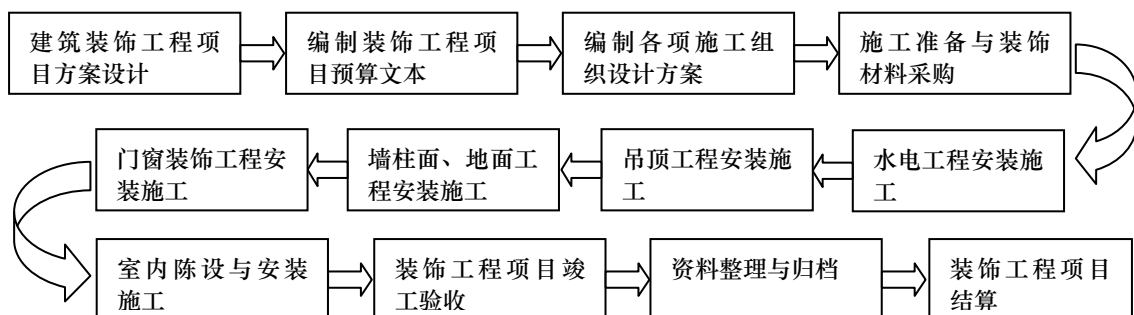 建筑装饰工程项
目方案设计
编制装饰工程项
目预算文本
编制各项施工组
织设计方案
施工准备与装饰
材料采购
水电工程安装施
工
吊顶工程安装施
工
墙柱面、地面工
程安装施工
门窗装饰工程安
装施工
室内陈设与安装
施工
装饰工程项目竣
工验收
资料整理与归档
装饰工程项目
结算